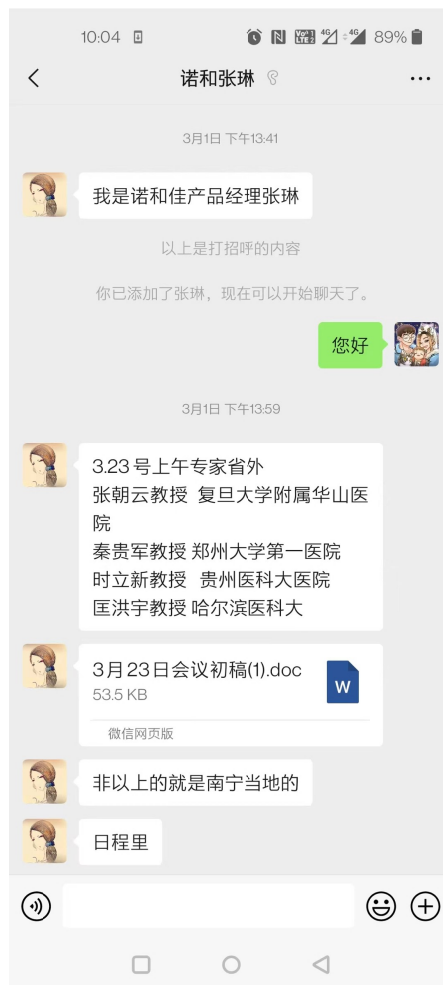 10:04
4G
4G
89%
诺和张琳
3月1日 下午13:41
我是诺和佳产品经理张琳
以上是打招呼的内容
你已添加了张琳，现在可以开始聊天了。
您好
3月1日 下午13:59
3.23号上午专家省外
张朝云教授 复旦大学附属华山医
院
秦贵军教授 郑州大学第一医院
时立新教授 贵州医科大医院
匡洪宇教授 哈尔滨医科大
3月23日会议初稿(1).doc
53.5 KB
W
微信网页版
非以上的就是南宁当地的
日程里